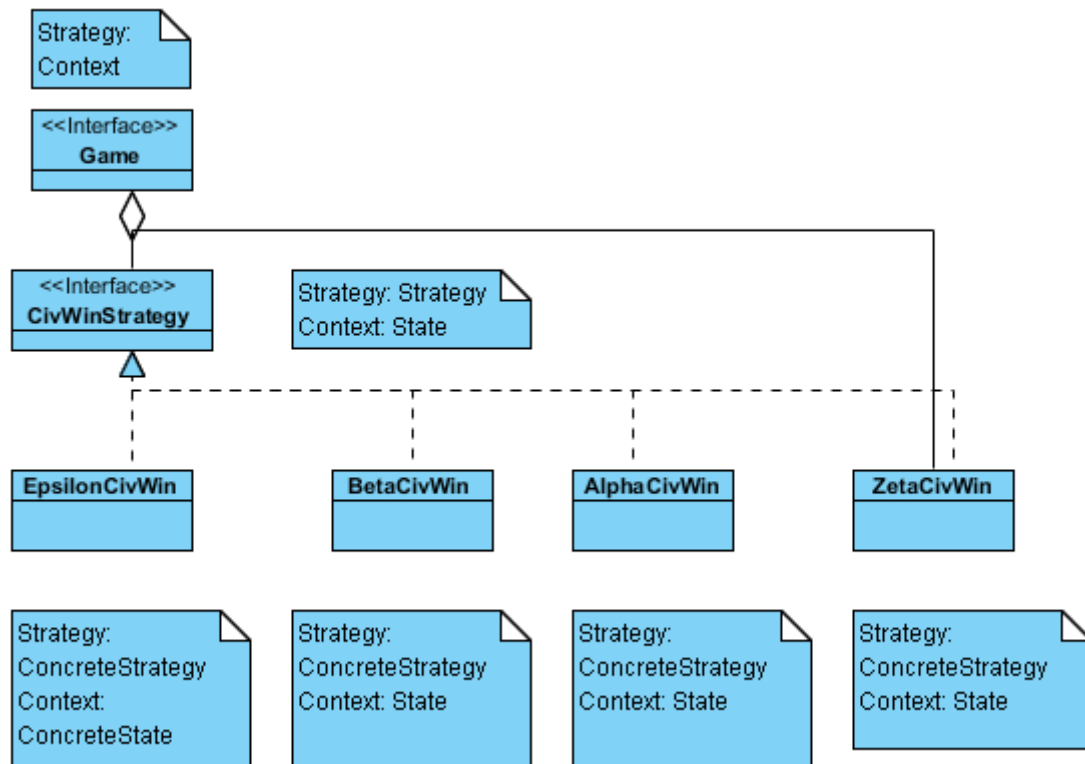 Strategy:
Context
<<Interface>>
Game
<<Interface>>
CivWinStrategy
Strategy: Strategy
Context: State
EpsilonCivWin
BetaCivWin
AlphaCivWin
ZetaCivWin
Strategy:
ConcreteStrategy
Context:
ConcreteState
Strategy:
ConcreteStrategy
Context: State
Strategy:
ConcreteStrategy
Context: State
Strategy:
ConcreteStrategy
Context: State